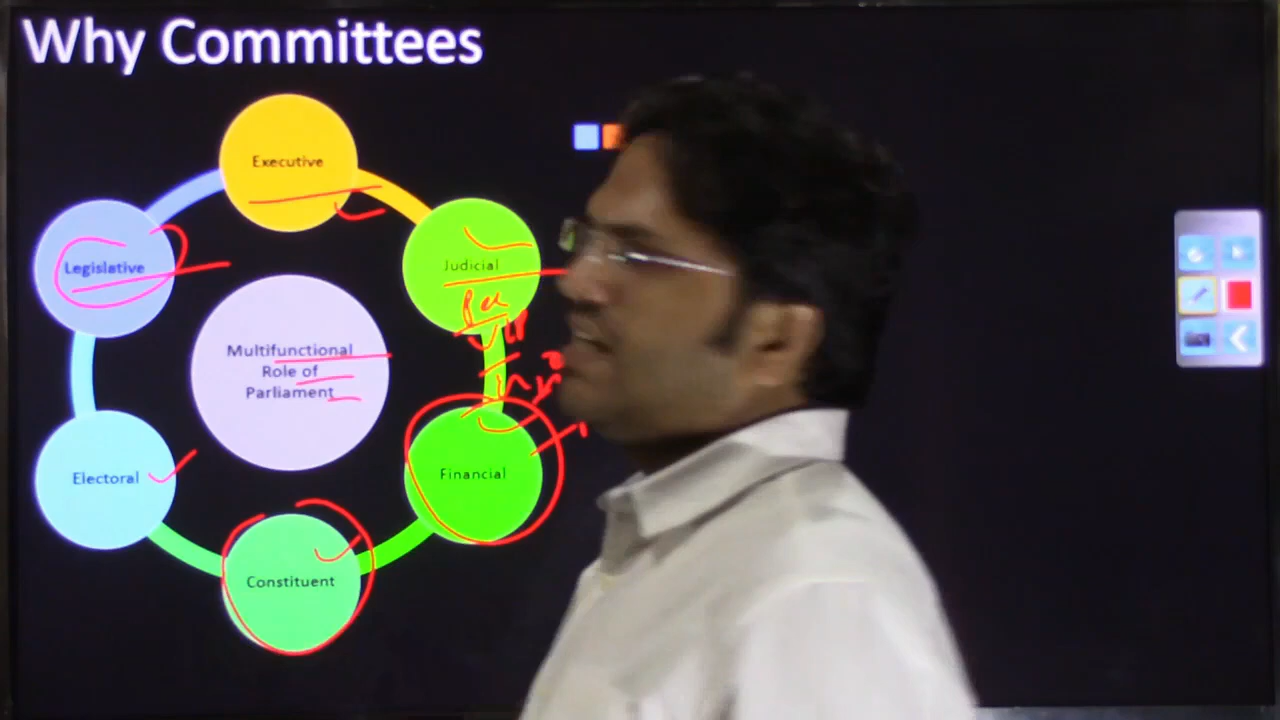 Why Committees
Executive
Legislative
Judicial
Multifunctional
Role of
Parliament
Electoral
Financial
Constituent